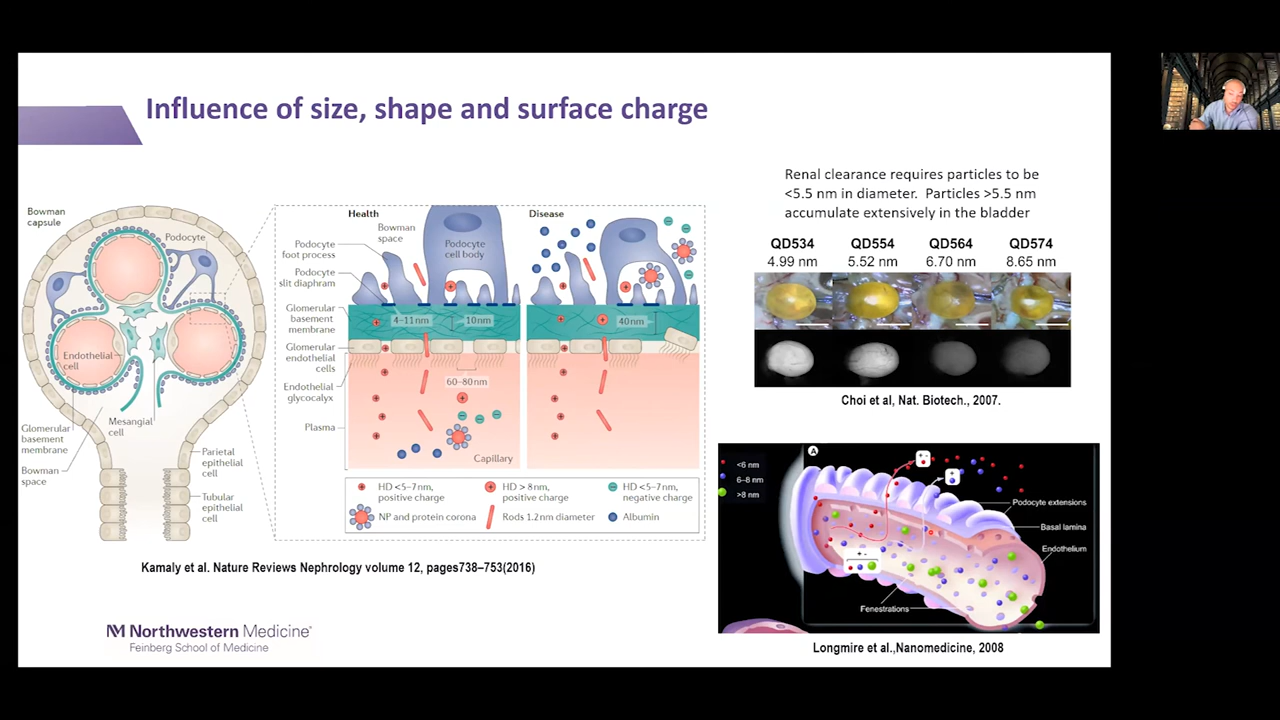 Influence of size, shape and surface charge
Bowman
capsule
Podocyte
Endothelial
cell
Mesangial
cell
Glomerular
basement
membrane
Bowman
space
Parietal
epithelial
cell
Tubular
epithelial
cell
Health
Disease
Bowman
space
Podocyte
cell body
Podocyte
foot process
Podocyte
slit diaphram
Glomerular
basement
membrane
4–11nm
10nm
40nm
Glomerular
endothelial
cells
60–80nm
Endothelial
glycocalyx
Plasma
Capillary
HD <5–7nm,
positive charge
HD > 8nm,
positive charge
HD <5–7nm,
negative charge
NP and protein corona
Rods 1.2nm diameter
Albumin
Kamaly et al. Nature Reviews Nephrology volume 12, pages738–753(2016)
Renal clearance requires particles to be
<5.5 nm in diameter. Particles >5.5 nm
accumulate extensively in the bladder
QD534 QD554 QD564 QD574
4.99 nm 5.52 nm 6.70 nm 8.65 nm
Choi et al, Nat. Biotech., 2007.
A
<6 nm
6–8 nm
>8 nm
Podocyte extensions
Basal lamina
Endothelium
Fenestrations
Longmire et al.,Nanomedicine, 2008
M Northwestern Medicine®
Feinberg School of Medicine